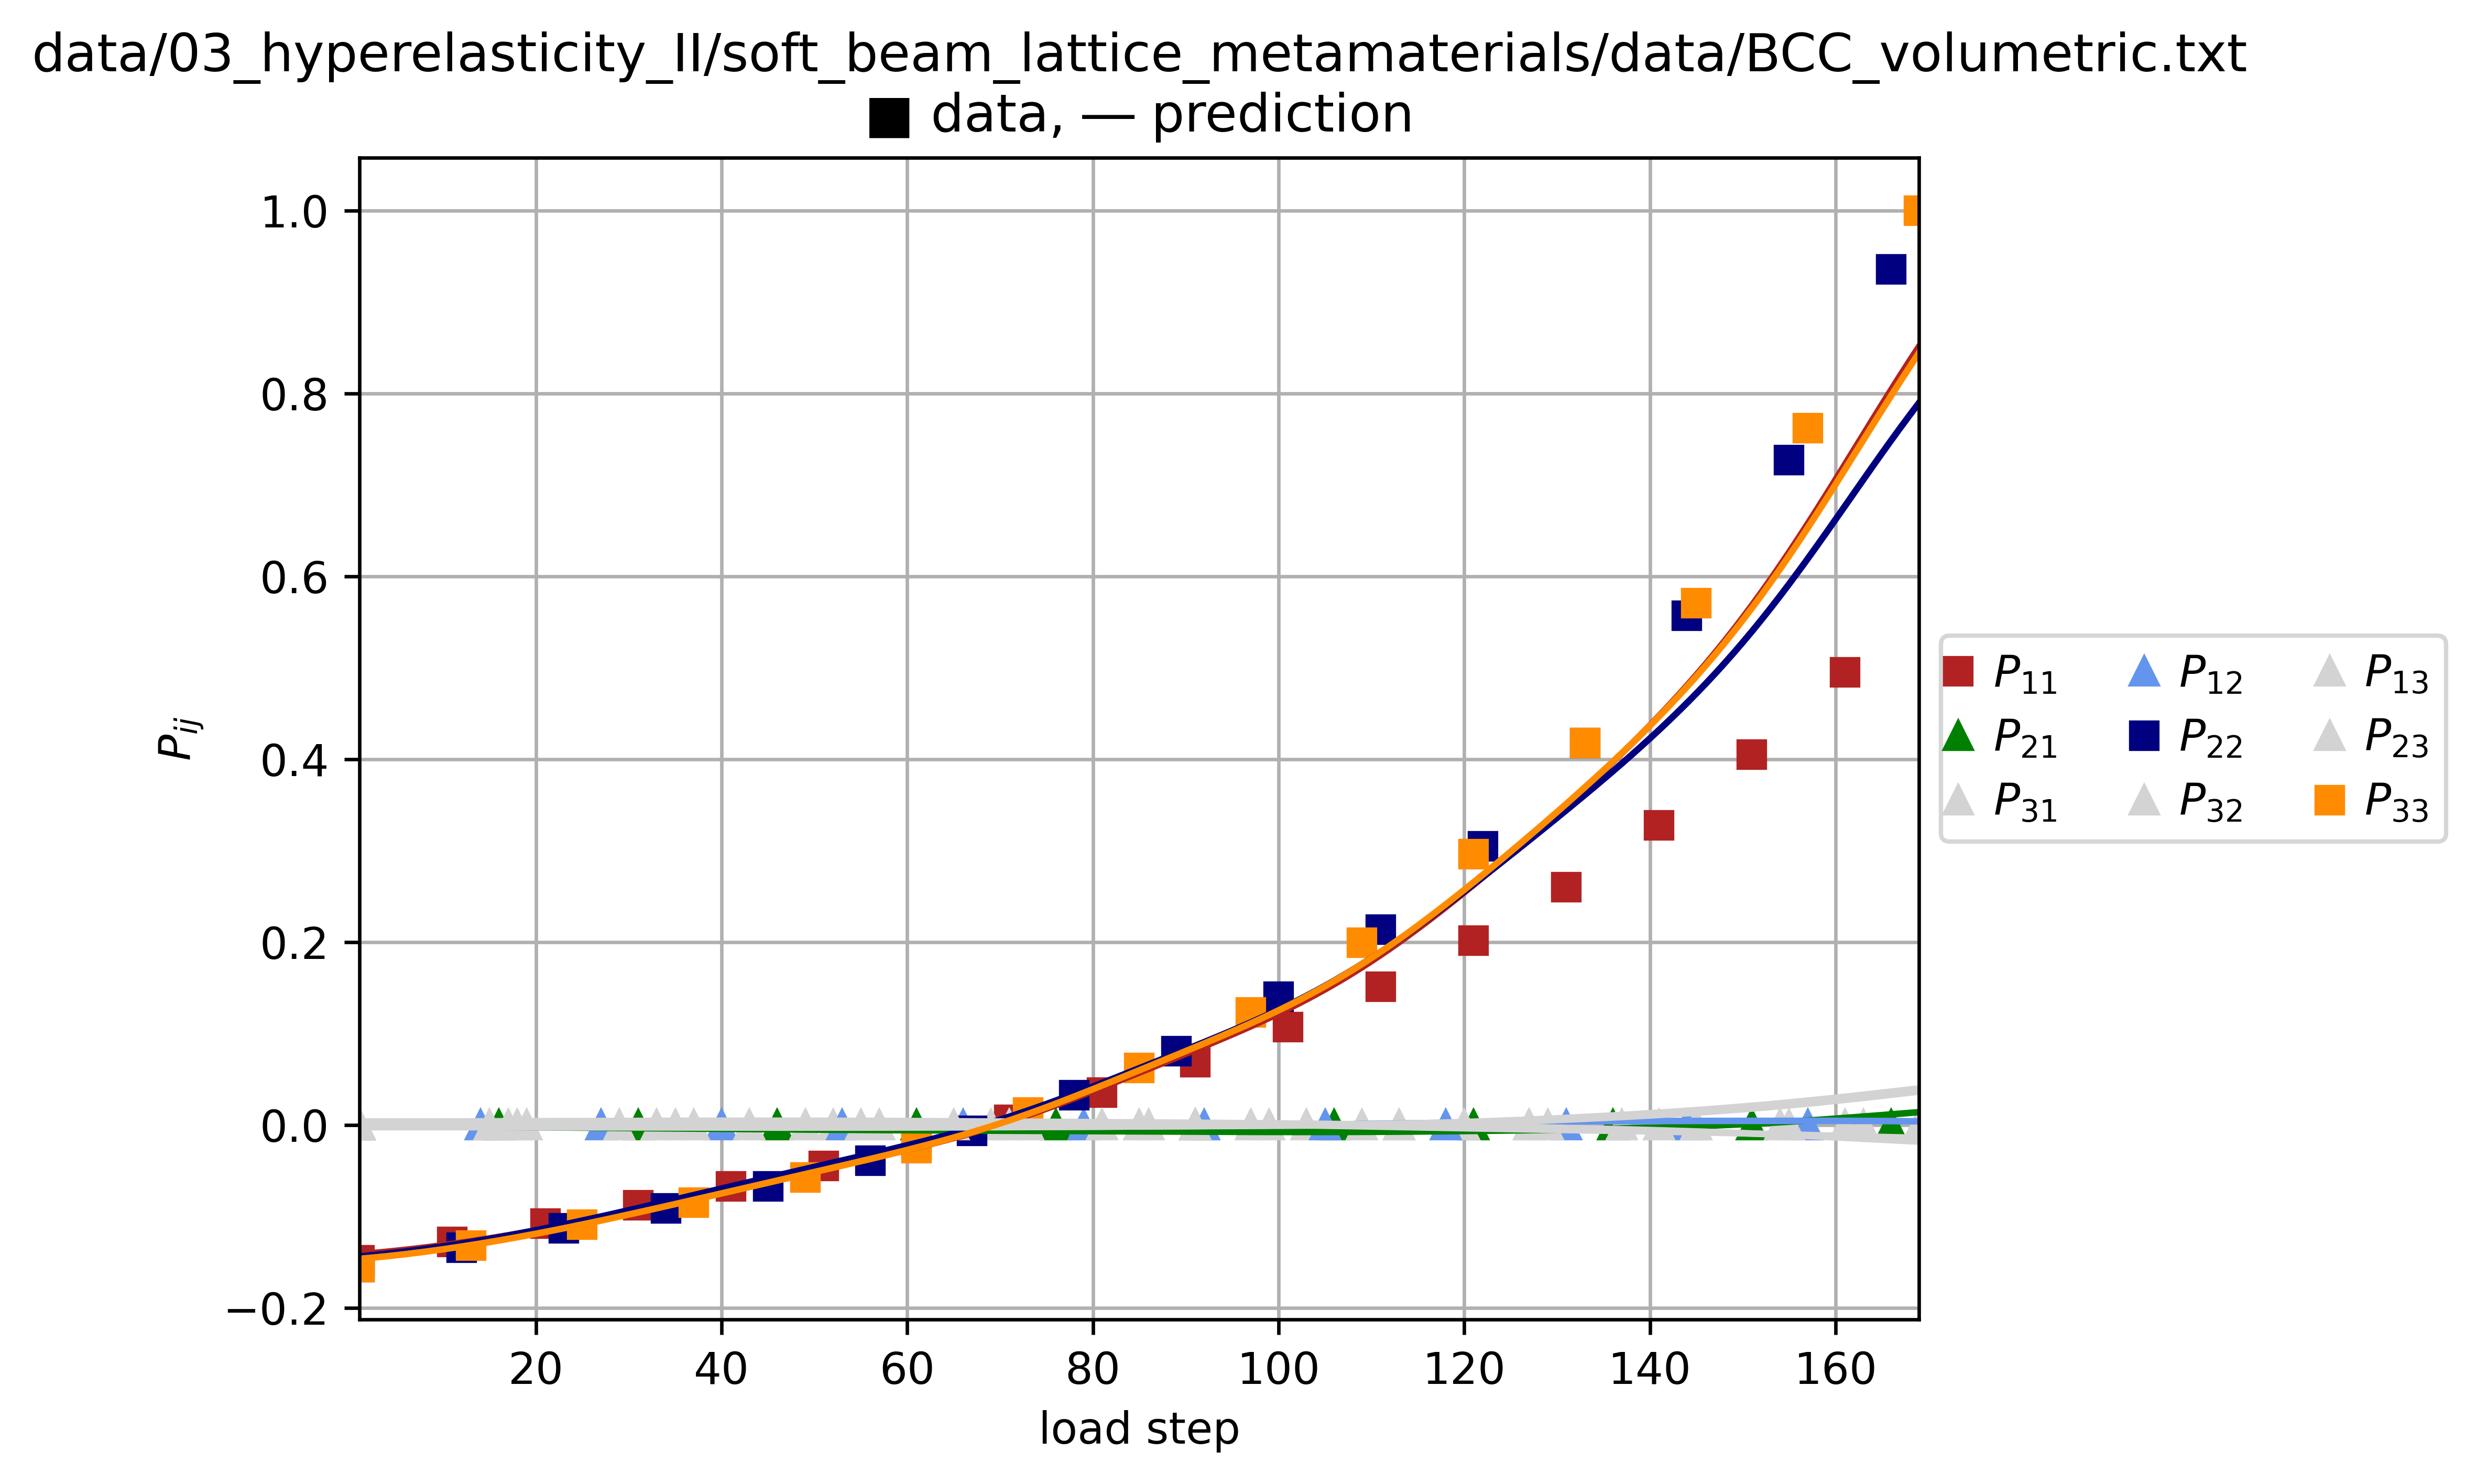 data/03_hyperelasticity_II/soft_beam_lattice_metamaterials/data/BCC_volumetric.txt
■ data, — prediction
1.0
0.8
0.6
0.4
0.2
0.0
−0.2
P_ij
20 40 60 80 100 120 140 160
load step
P_11 P_12 P_13
P_21 P_22 P_23
P_31 P_32 P_33